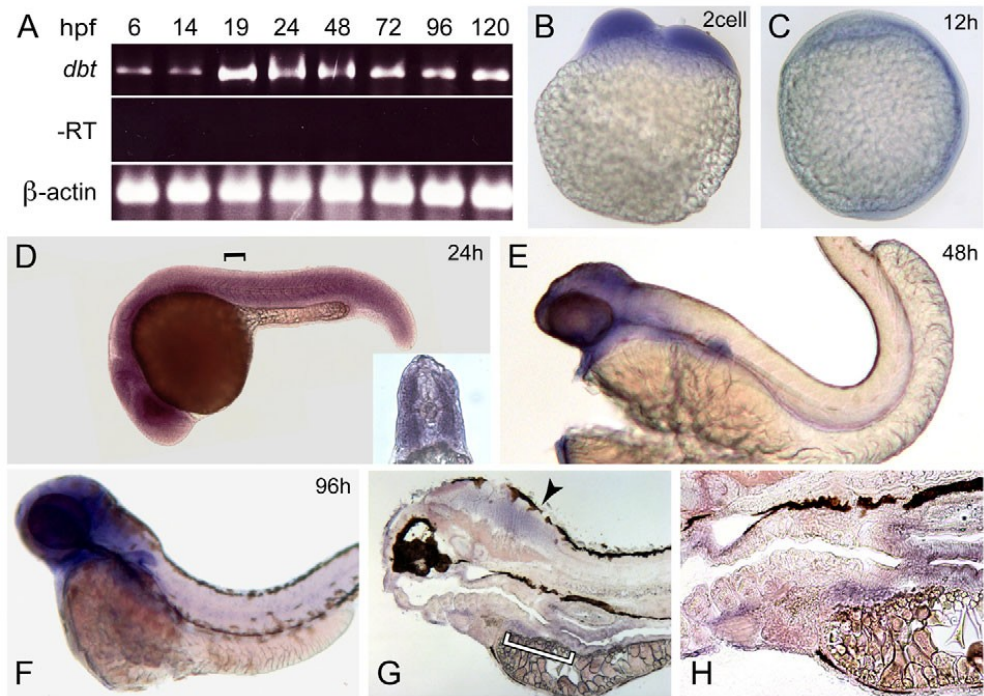 A hpf 6 14 19 24 48 72 96 120
dbt
-RT
β-actin
B 2cell
C 12h
D 24h
E 48h
F 96h
G
H